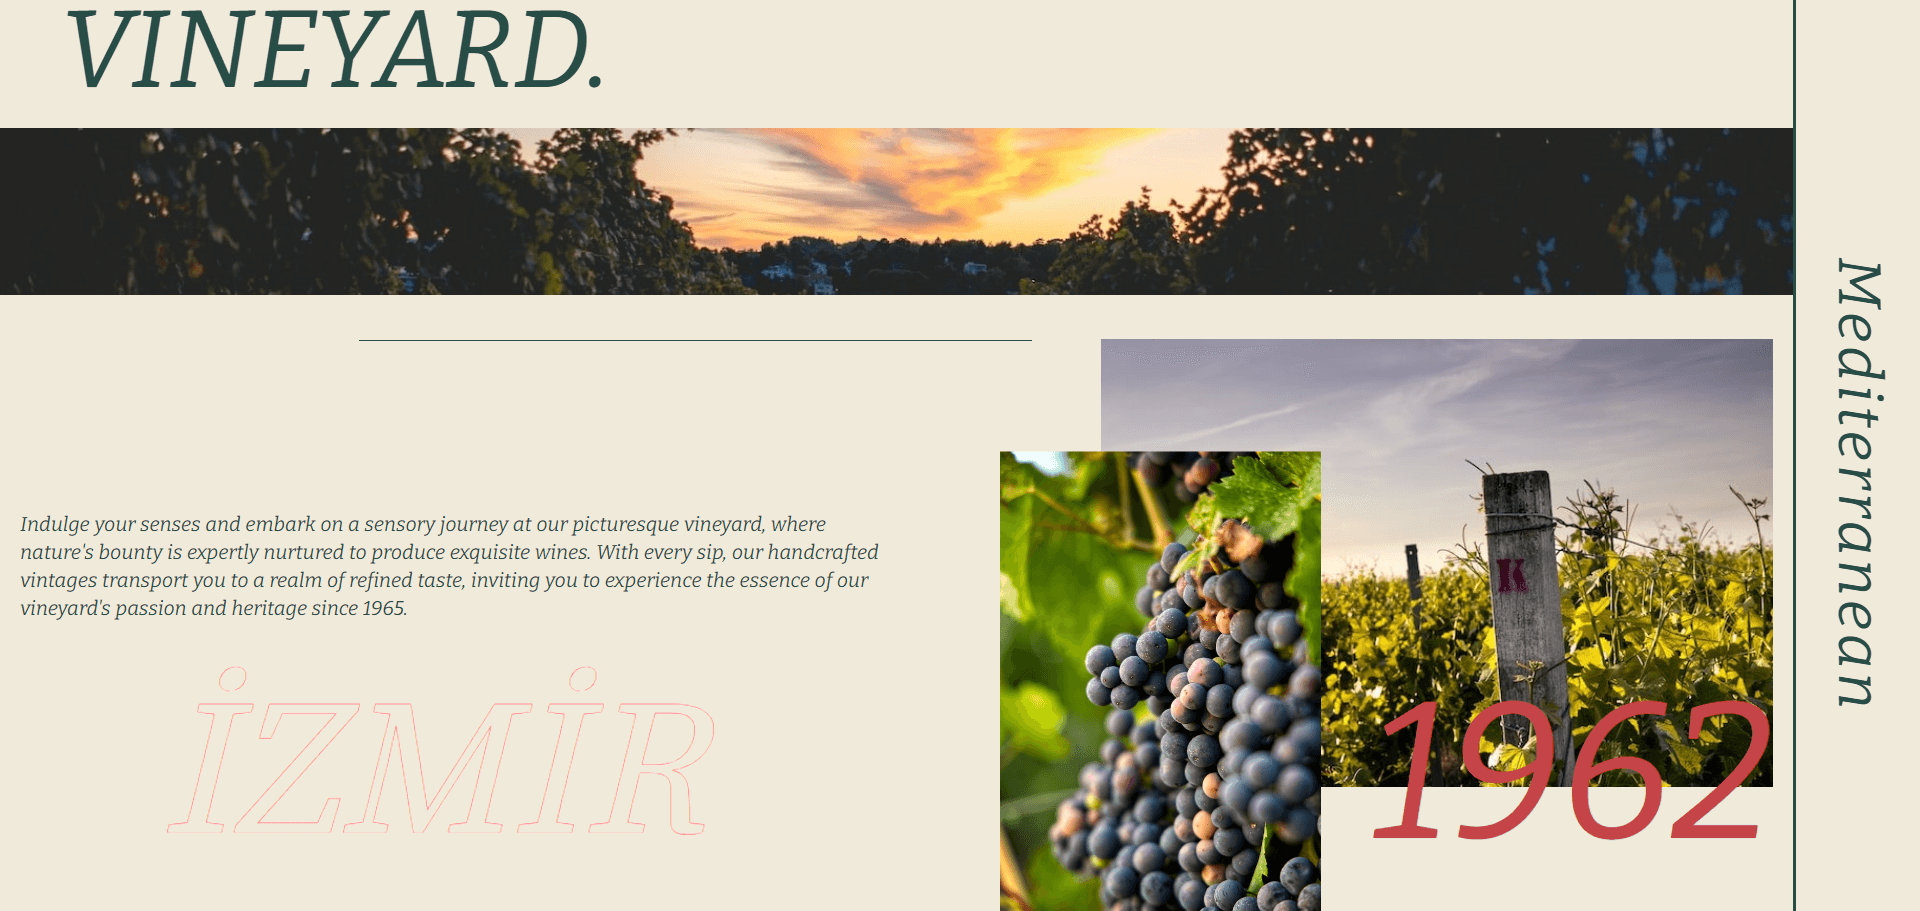 VINEYARD.
Indulge your senses and embark on a sensory journey at our picturesque vineyard, where
nature's bounty is expertly nurtured to produce exquisite wines. With every sip, our handcrafted
vintages transport you to a realm of refined taste, inviting you to experience the essence of our
vineyard's passion and heritage since 1965.
İZMİR
K
1962
Mediterranean